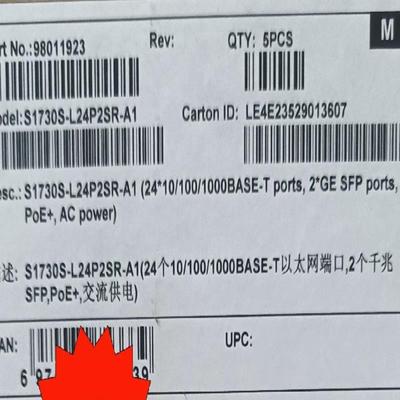 rt No.:98011923
Rev:
QTY: 5PCS
M
odel:S1730S-L24P2SR-A1
Carton ID: LE4E23529013607
esc.: S1730S-L24P2SR-A1 (24*10/100/1000BASE-T ports, 2*GE SFP ports,
PoE+, AC power)
述: S1730S-L24P2SR-A1(24个10/100/1000BASE-T以太网端口,2个千兆
SFP,PoE+,交流供电)
AN:
UPC:
6 97 39